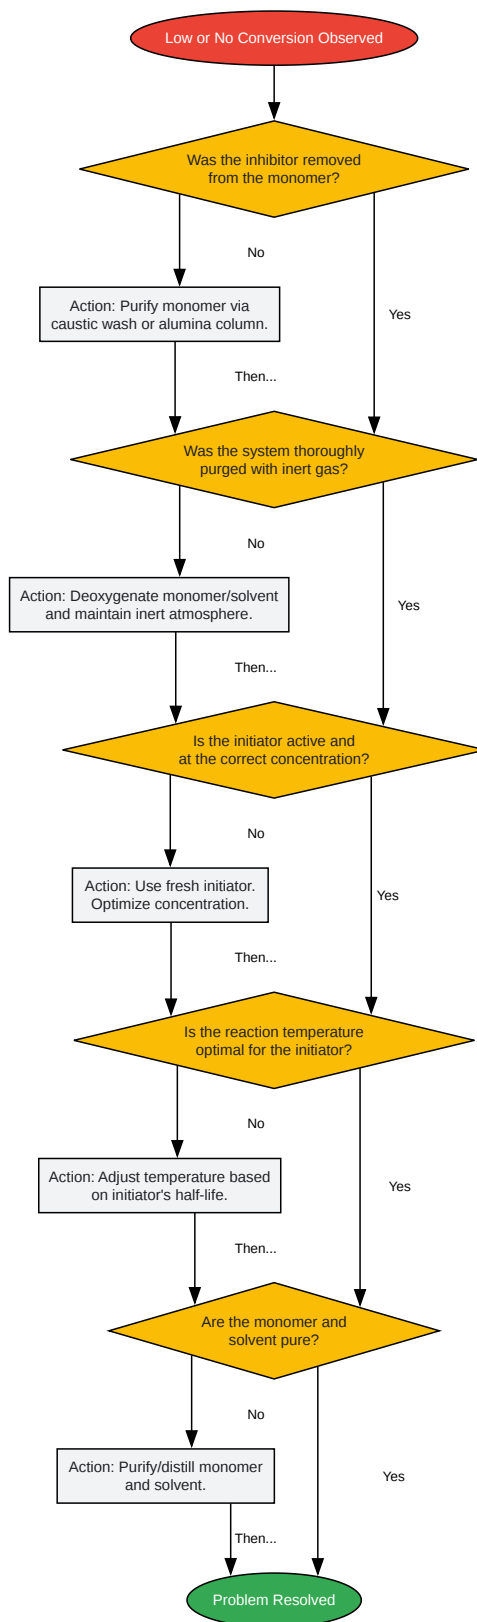 Low or No Conversion Observed
Was the inhibitor removed
from the monomer?
No
Action: Purify monomer via
caustic wash or alumina column.
Yes
Then...
Was the system thoroughly
purged with inert gas?
No
Action: Deoxygenate monomer/solvent
and maintain inert atmosphere.
Yes
Then...
Is the initiator active and
at the correct concentration?
No
Action: Use fresh initiator.
Optimize concentration.
Yes
Then...
Is the reaction temperature
optimal for the initiator?
No
Action: Adjust temperature based
on initiator's half-life.
Yes
Then...
Are the monomer and
solvent pure?
No
Action: Purify/distill monomer
and solvent.
Yes
Then...
Problem Resolved